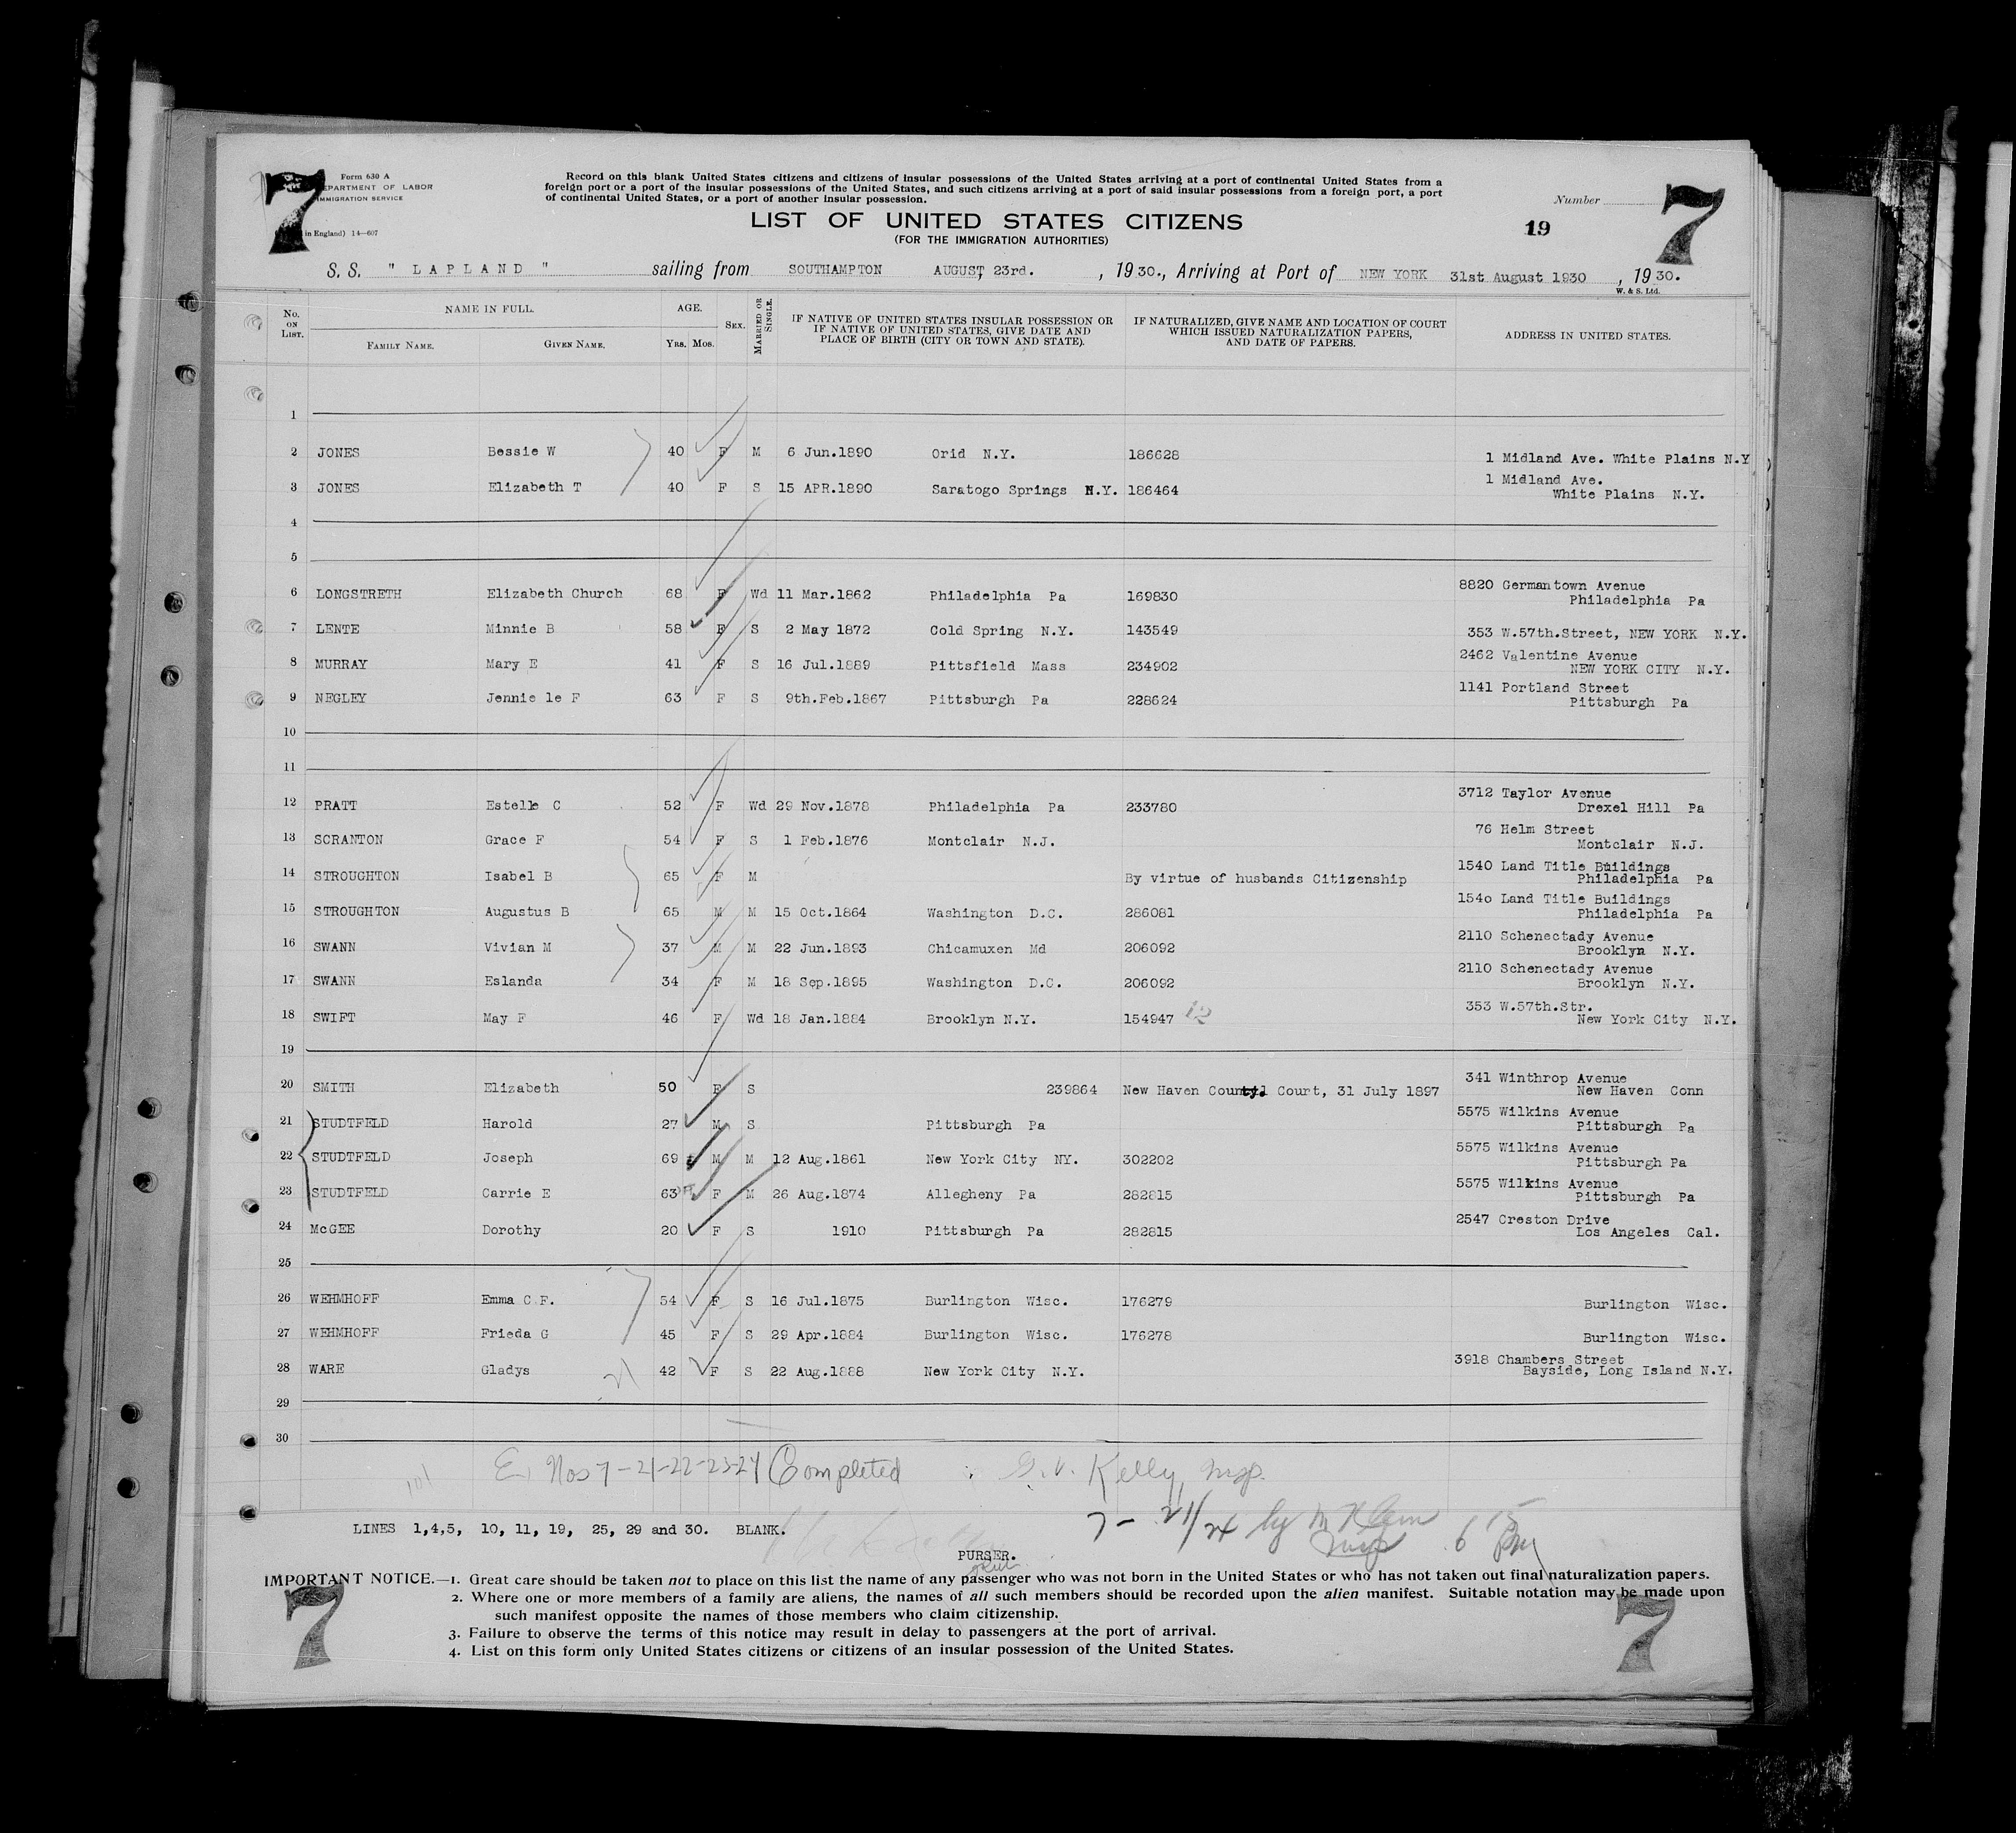 7
Form 630 A
DEPARTMENT OF LABOR
IMMIGRATION SERVICE
in England) 14—607
Record on this blank United States citizens and citizens of insular possessions of the United States arriving at a port of continental United States from a
foreign port or a port of the insular possessions of the United States, and such citizens arriving at a port of said insular possessions from a foreign port, a port
of continental United States, or a port of another insular possession.
LIST OF UNITED STATES CITIZENS
(FOR THE IMMIGRATION AUTHORITIES)
Number
19
7
S. S. " LAPLAND " sailing from SOUTHAMPTON AUGUST, 23rd. , 1930., Arriving at Port of NEW YORK 31st August 1930 , 1930.
W. & S. Ltd.
No. ON LIST. NAME IN FULL. FAMILY NAME. GIVEN NAME. AGE. YRS. MOS. SEX. MARRIED OR SINGLE. IF NATIVE OF UNITED STATES INSULAR POSSESSION OR IF NATIVE OF UNITED STATES, GIVE DATE AND PLACE OF BIRTH (CITY OR TOWN AND STATE). IF NATURALIZED, GIVE NAME AND LOCATION OF COURT WHICH ISSUED NATURALIZATION PAPERS, AND DATE OF PAPERS. ADDRESS IN UNITED STATES.
1
2 JONES Bessie W 40 F M 6 Jun.1890 Orid N.Y. 186628 1 Midland Ave. White Plains N.Y
3 JONES Elizabeth T 40 F S 15 APR.1890 Saratogo Springs N.Y. 186464 1 Midland Ave. White Plains N.Y.
4
5
6 LONGSTRETH Elizabeth Church 68 F Wd 11 Mar.1862 Philadelphia Pa 169830 8820 Germantown Avenue Philadelphia Pa
7 LENTE Minnie B 58 F S 2 May 1872 Cold Spring N.Y. 143549 353 W.57th.Street, NEW YORK N.Y.
8 MURRAY Mary E 41 F S 16 Jul.1889 Pittsfield Mass 234902 2462 Valentine Avenue NEW YORK CITY N.Y.
9 NEGLEY Jennie le F 63 F S 9th.Feb.1867 Pittsburgh Pa 228624 1141 Portland Street Pittsburgh Pa
10
11
12 PRATT Estelle C 52 F Wd 29 Nov.1878 Philadelphia Pa 233780 3712 Taylor Avenue Drexel Hill Pa
13 SCRANTON Grace F 54 F S 1 Feb.1876 Montclair N.J. 76 Helm Street Montclair N.J.
14 STROUGHTON Isabel B 65 F M By virtue of husbands Citizenship 1540 Land Title Buildings Philadelphia Pa
15 STROUGHTON Augustus B 65 M M 15 Oct.1864 Washington D.C. 286081 154o Land Title Buildings Philadelphia Pa
16 SWANN Vivian M 37 M M 22 Jun.1893 Chicamuxen Md 206092 2110 Schenectady Avenue Brooklyn N.Y.
17 SWANN Eslanda 34 F M 18 Sep.1895 Washington D.C. 206092 2110 Schenectady Avenue Brooklyn N.Y.
18 SWIFT May F 46 F Wd 18 Jan.1884 Brooklyn N.Y. 154947 12 353 W.57th.Str. New York City N.Y.
19
20 SMITH Elizabeth 50 F S 239864 New Haven County Court, 31 July 1897 341 Winthrop Avenue New Haven Conn
21 STUDTFELD Harold 27 M S Pittsburgh Pa 5575 Wilkins Avenue Pittsburgh Pa
22 STUDTFELD Joseph 69 M M 12 Aug.1861 New York City NY. 302202 5575 Wilkins Avenue Pittsburgh Pa
23 STUDTFELD Carrie E 63 F M 26 Aug.1874 Allegheny Pa 282815 5575 Wilkins Avenue Pittsburgh Pa
24 McGEE Dorothy 20 F S 1910 Pittsburgh Pa 282815 2547 Creston Drive Los Angeles Cal.
25
26 WEHMHOFF Emma C.F. 54 F S 16 Jul.1875 Burlington Wisc. 176279 Burlington Wisc.
27 WEHMHOFF Frieda G 45 F S 29 Apr.1884 Burlington Wisc. 176278 Burlington Wisc.
28 WARE Gladys 42 F S 22 Aug.1888 New York City N.Y. 3918 Chambers Street Bayside, Long Island N.Y.
29
30
E. Nos 7-21-22-23-24 Completed G.V. Kelly, Insp.
LINES 1,4,5, 10, 11, 19, 25, 29 and 30. BLANK.
7 - 21/24 by M Klein Insp 6 15 PM
PURSER.
IMPORTANT NOTICE.—1. Great care should be taken not to place on this list the name of any passenger who was not born in the United States or who has not taken out final naturalization papers.
2. Where one or more members of a family are aliens, the names of all such members should be recorded upon the alien manifest. Suitable notation may be made upon
such manifest opposite the names of those members who claim citizenship.
3. Failure to observe the terms of this notice may result in delay to passengers at the port of arrival.
4. List on this form only United States citizens or citizens of an insular possession of the United States.
7
7